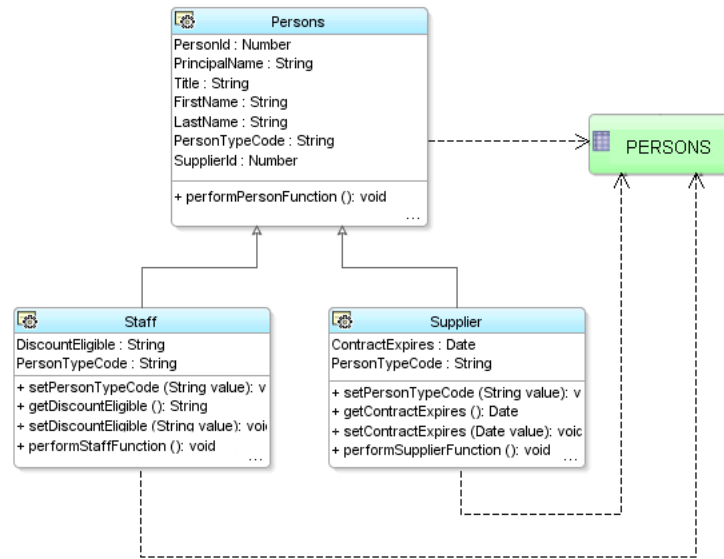 Persons
PersonId : Number
PrincipalName : String
Title : String
FirstName : String
LastName : String
PersonTypeCode : String
SupplierId : Number
+ performPersonFunction (): void
...
PERSONS
Staff
DiscountEligible : String
PersonTypeCode : String
+ setPersonTypeCode (String value): v
+ getDiscountEligible (): String
+ setDiscountEligible (String value): voi
+ performStaffFunction (): void
...
Supplier
ContractExpires : Date
PersonTypeCode : String
+ setPersonTypeCode (String value): v
+ getContractExpires (): Date
+ setContractExpires (Date value): void
+ performSupplierFunction (): void
...